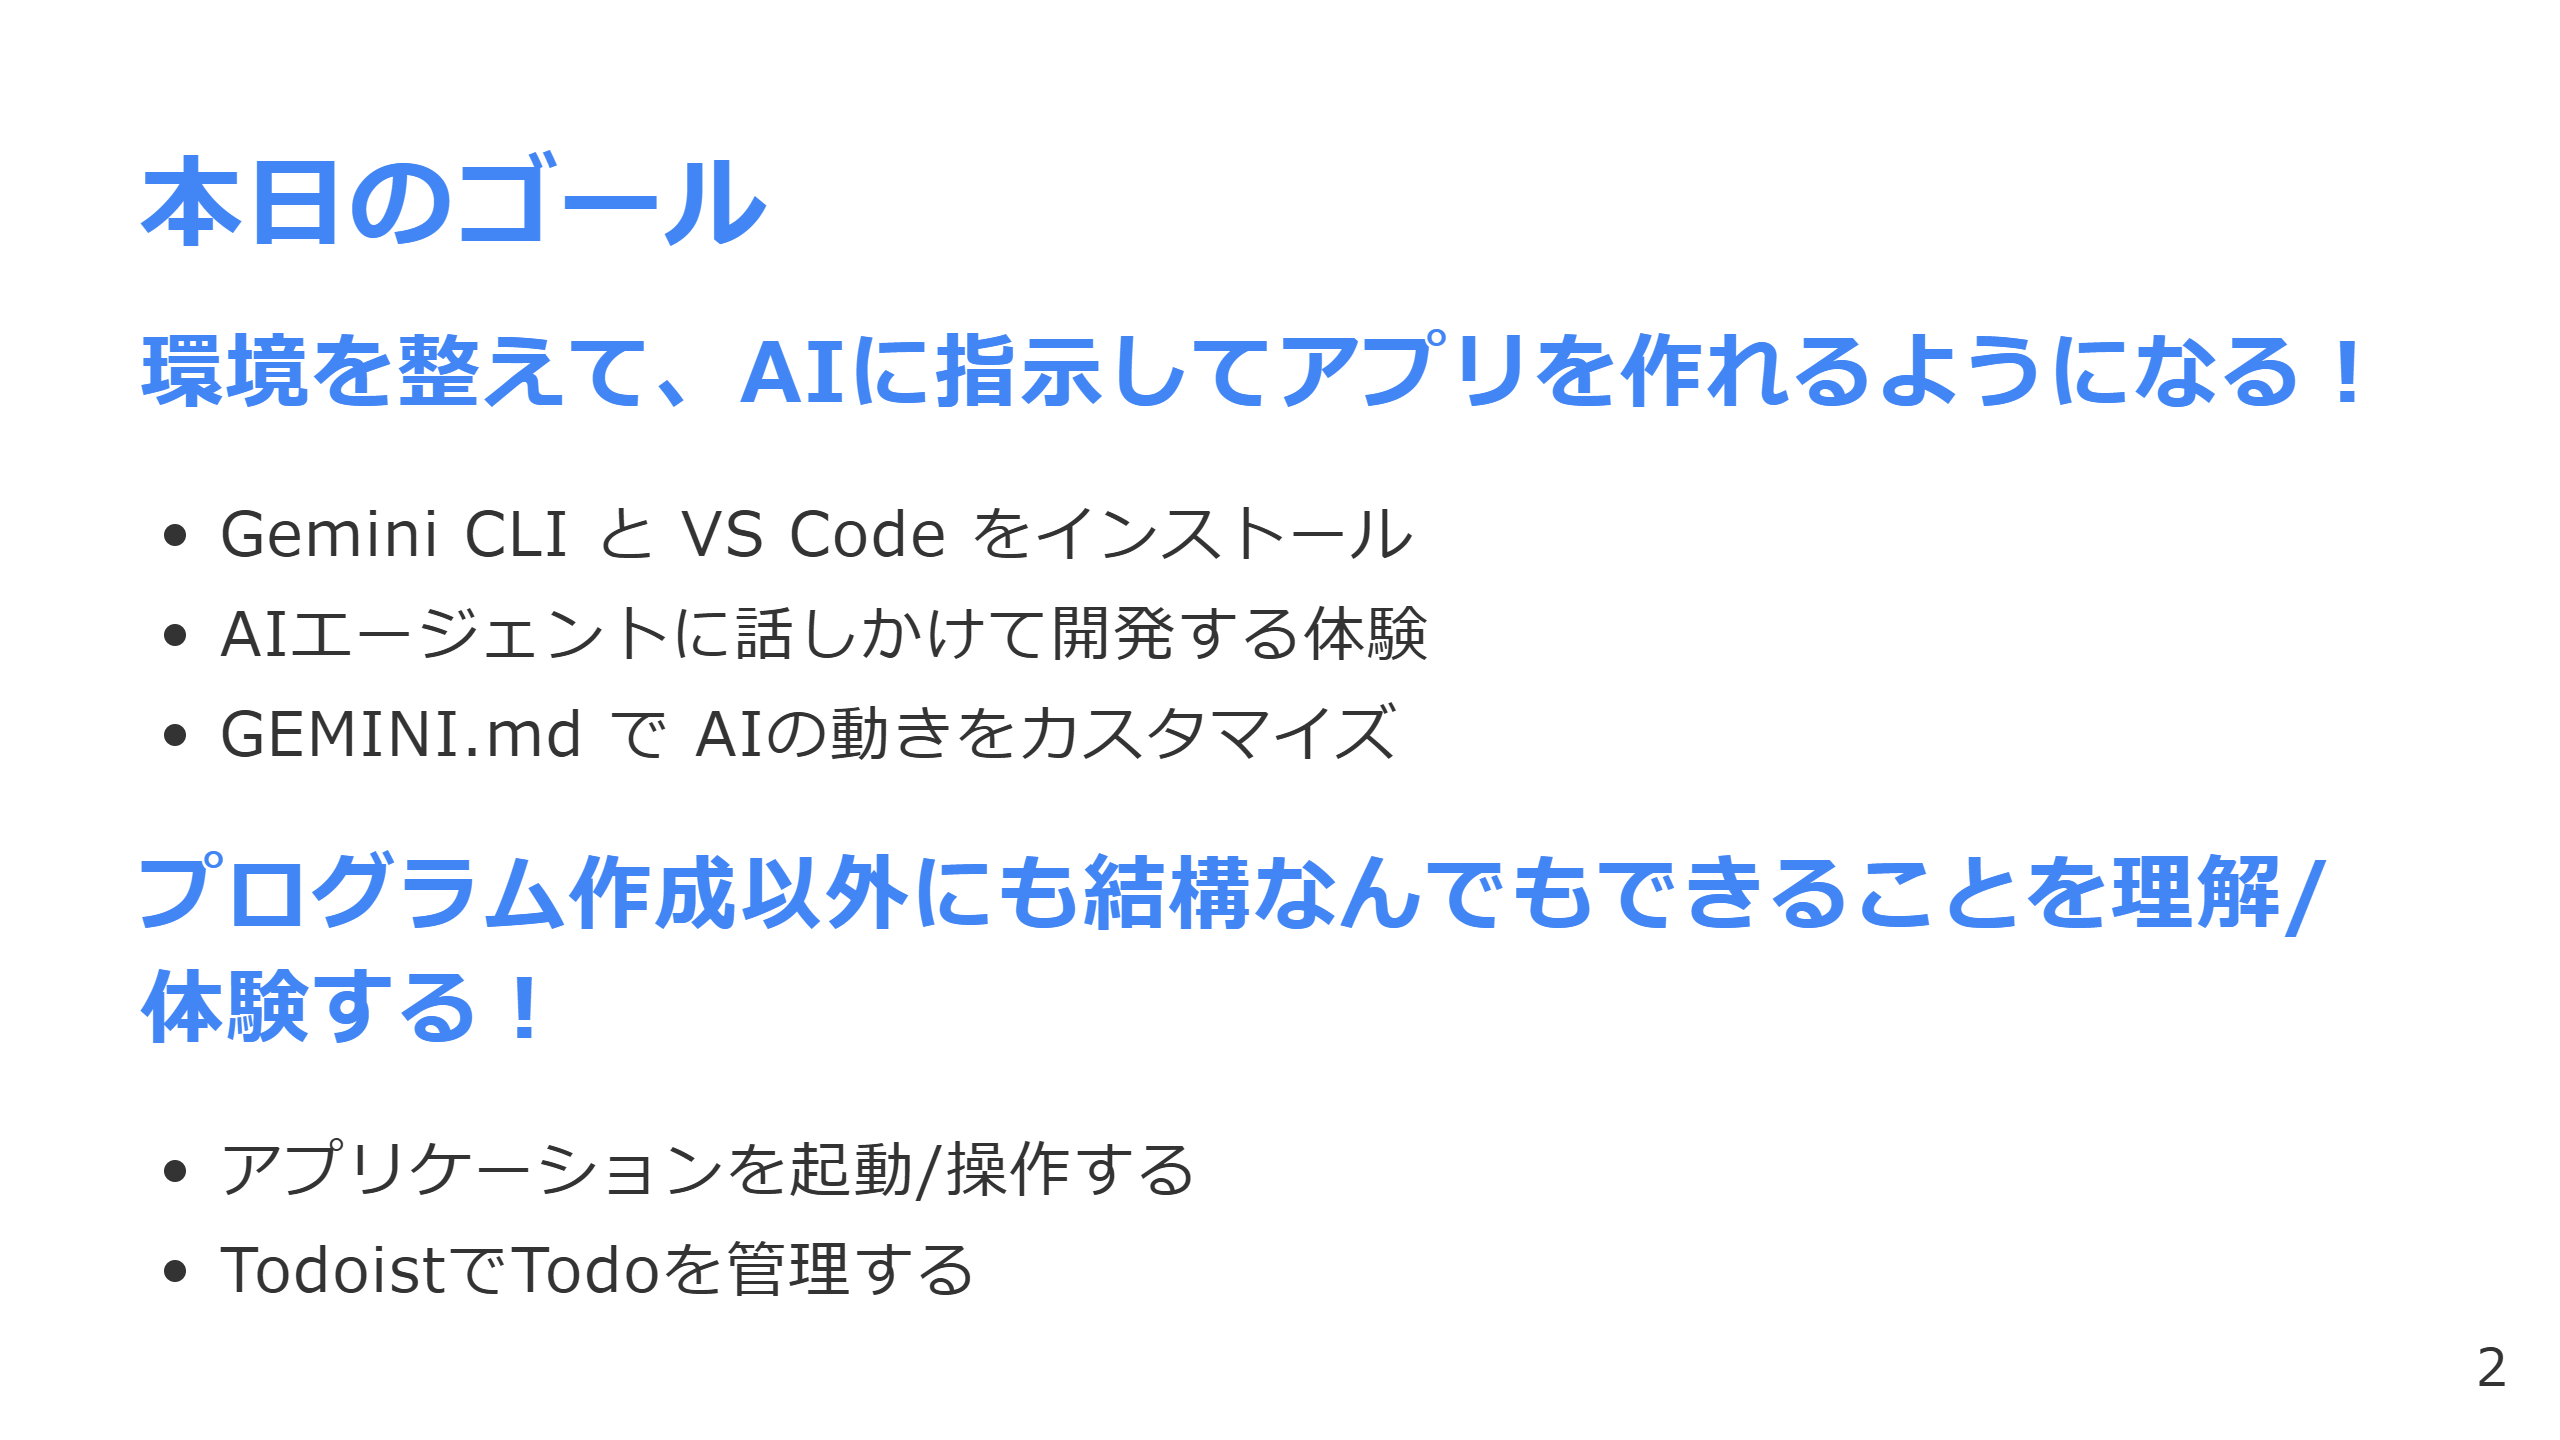 本日のゴール
環境を整えて、AIに指示してアプリを作れるようになる！
• Gemini CLI と VS Code をインストール
• AIエージェントに話しかけて開発する体験
• GEMINI.md で AIの動きをカスタマイズ
プログラム作成以外にも結構なんでもできることを理解/
体験する！
• アプリケーションを起動/操作する
• TodoistでTodoを管理する
2